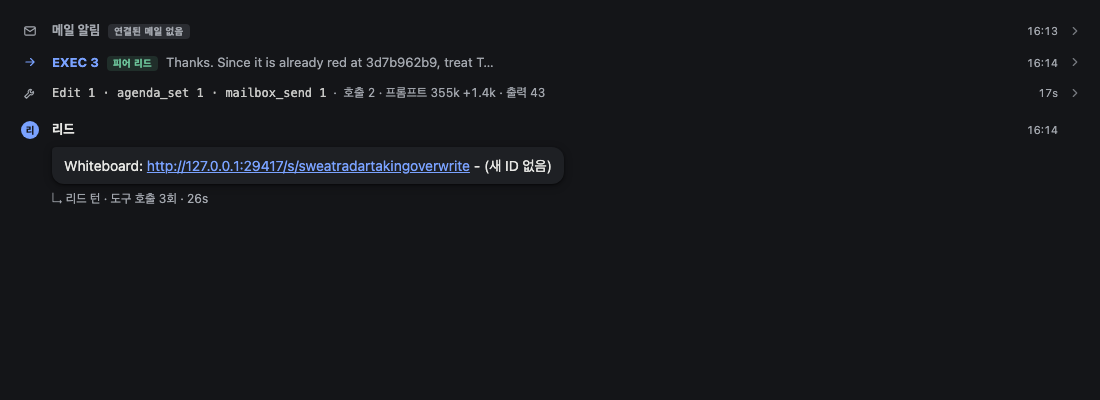 메일 알림 연결된 메일 없음 16:13
EXEC 3 피어 리드 Thanks. Since it is already red at 3d7b962b9, treat T... 16:14
Edit 1 · agenda_set 1 · mailbox_send 1 · 호출 2 · 프롬프트 355k +1.4k · 출력 43 17s
리 리드 16:14
Whiteboard: http://127.0.0.1:29417/s/sweatradartakingoverwrite - (새 ID 없음)
리드 턴 · 도구 호출 3회 · 26s